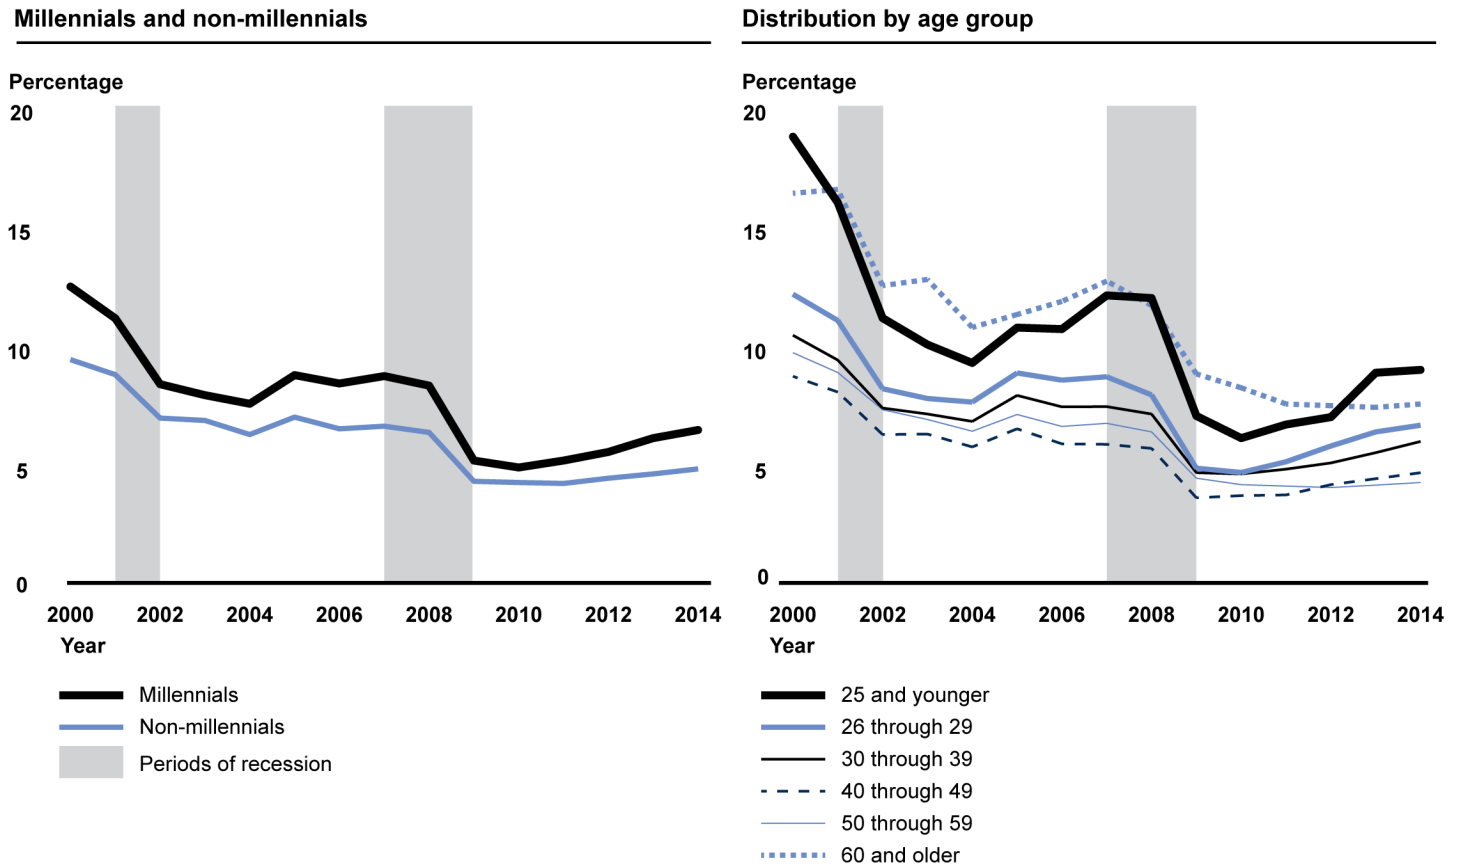 Millennials and non-millennials
Percentage
20
15
10
5
0
2000 2002 2004 2006 2008 2010 2012 2014
Year
Millennials
Non-millennials
Periods of recession
Distribution by age group
Percentage
20
15
10
5
0
2000 2002 2004 2006 2008 2010 2012 2014
Year
25 and younger
26 through 29
30 through 39
40 through 49
50 through 59
60 and older